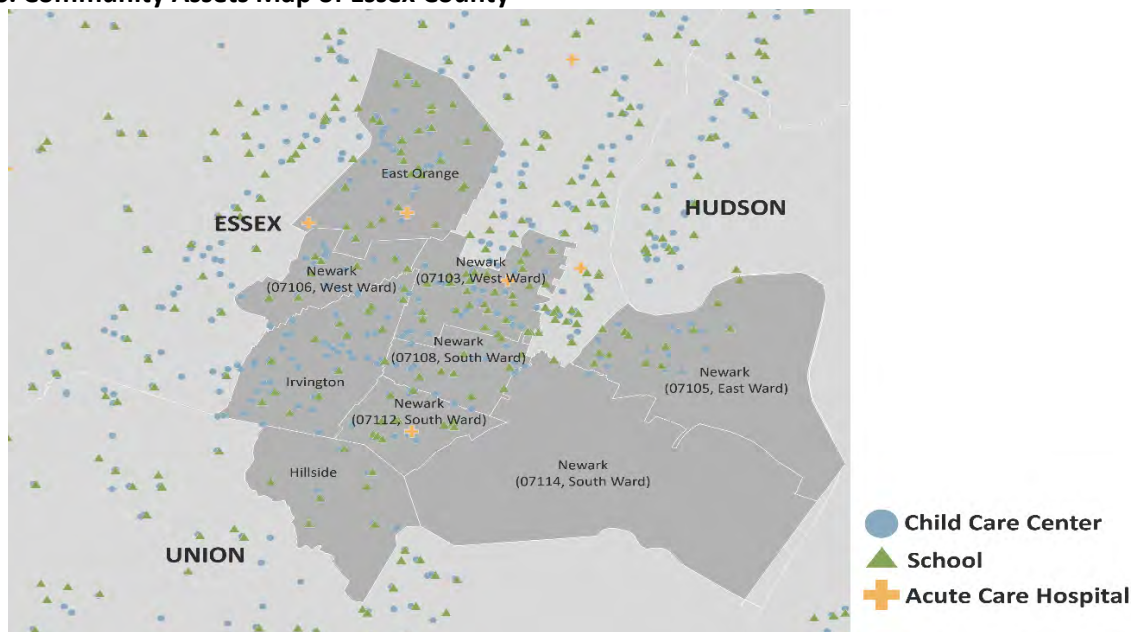 Community Assets Map of Essex County
East Orange
ESSEX
HUDSON
Newark
(07103, West Ward)
Newark
(07106, West Ward)
Newark
(07108, South Ward)
Irvington
Newark
(07105, East Ward)
Newark
(07112, South Ward)
Hillside
Newark
(07114, South Ward)
UNION
Child Care Center
School
Acute Care Hospital